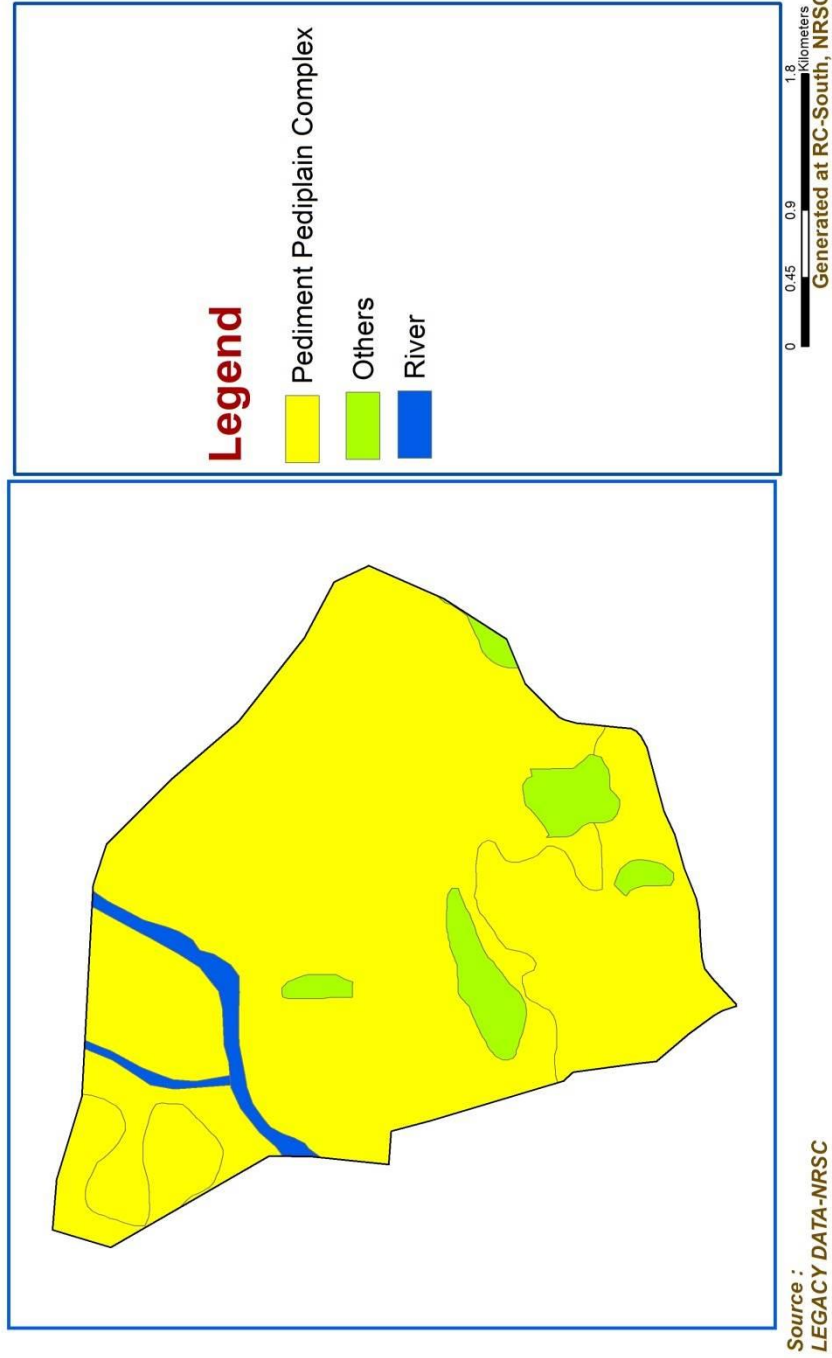 Legend
Pediment Pediplain Complex
Others
River
0 0.45 0.9 1.8
Kilometers
Generated at RC-South, NRSC
Source :
LEGACY DATA-NRSC